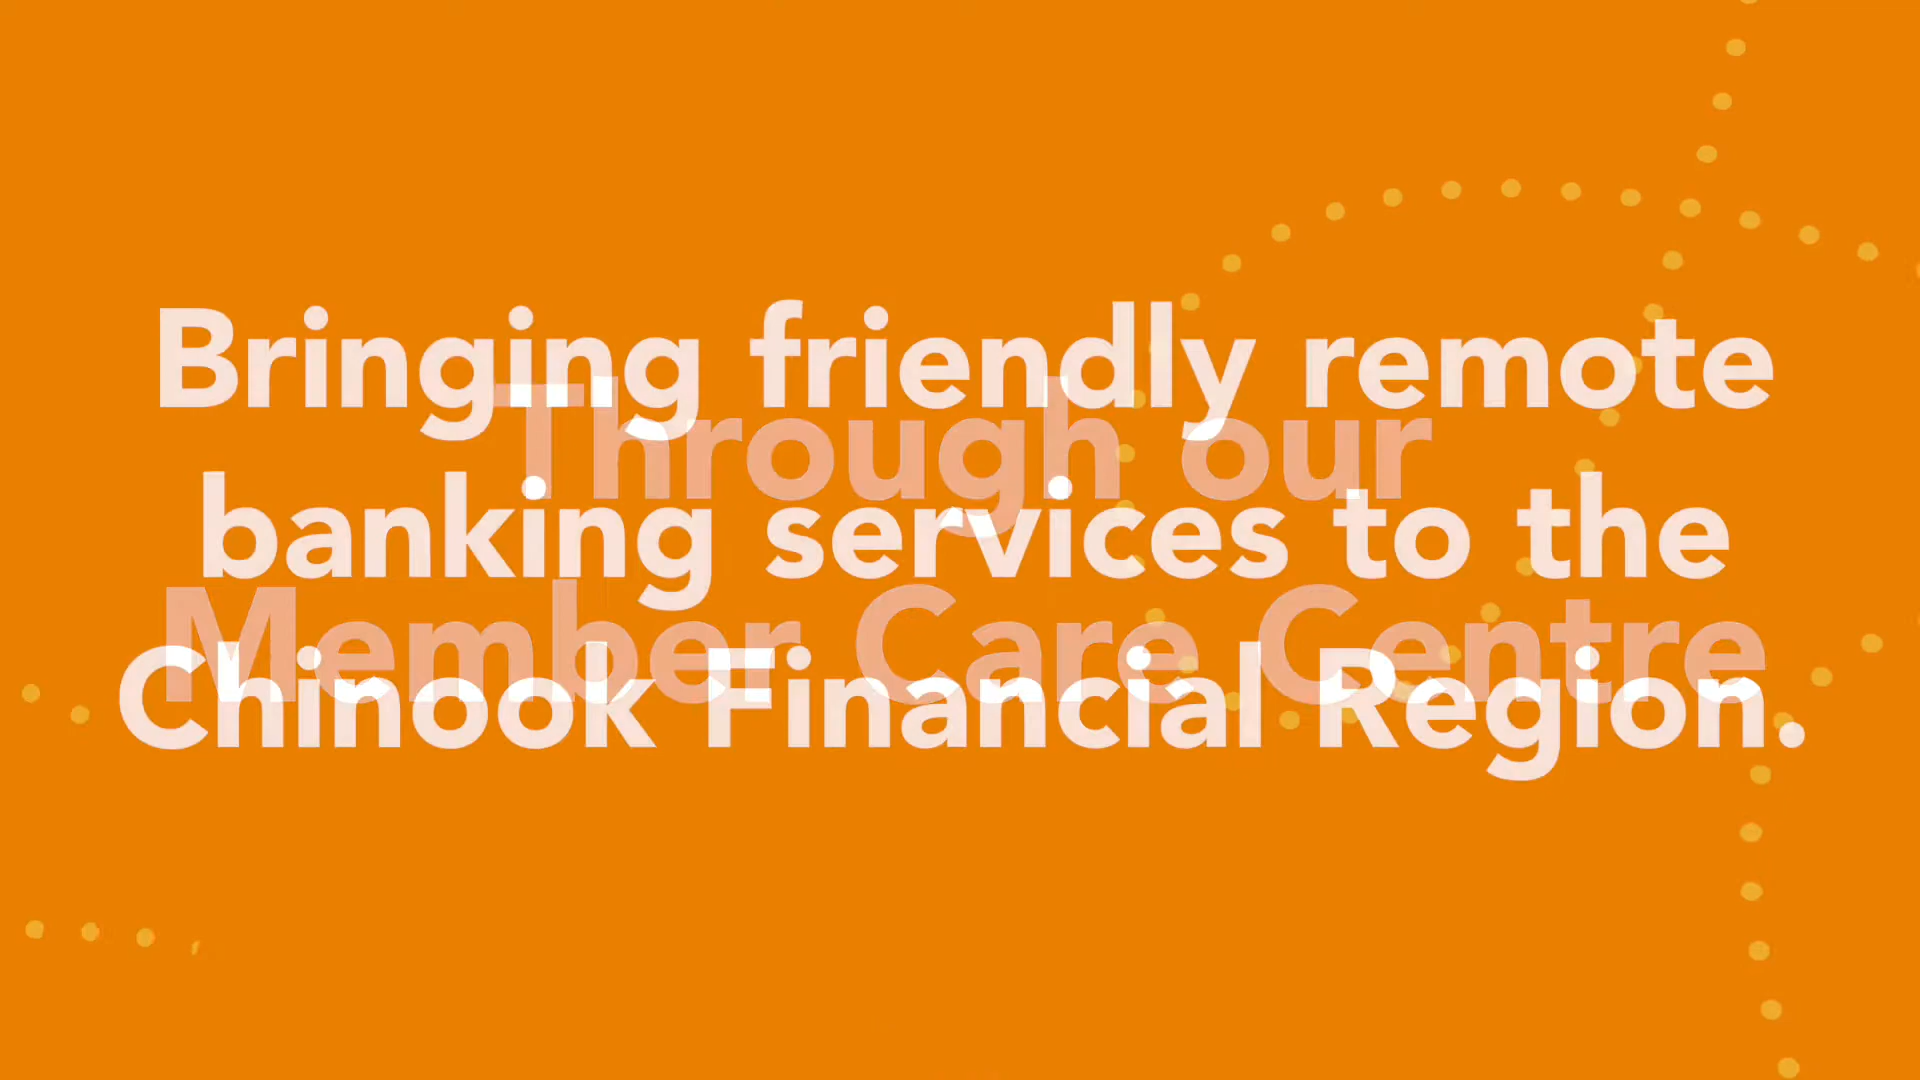 Bringing friendly remote
banking services to the
Chinook Financial Region.
Through our
Member Care Centre